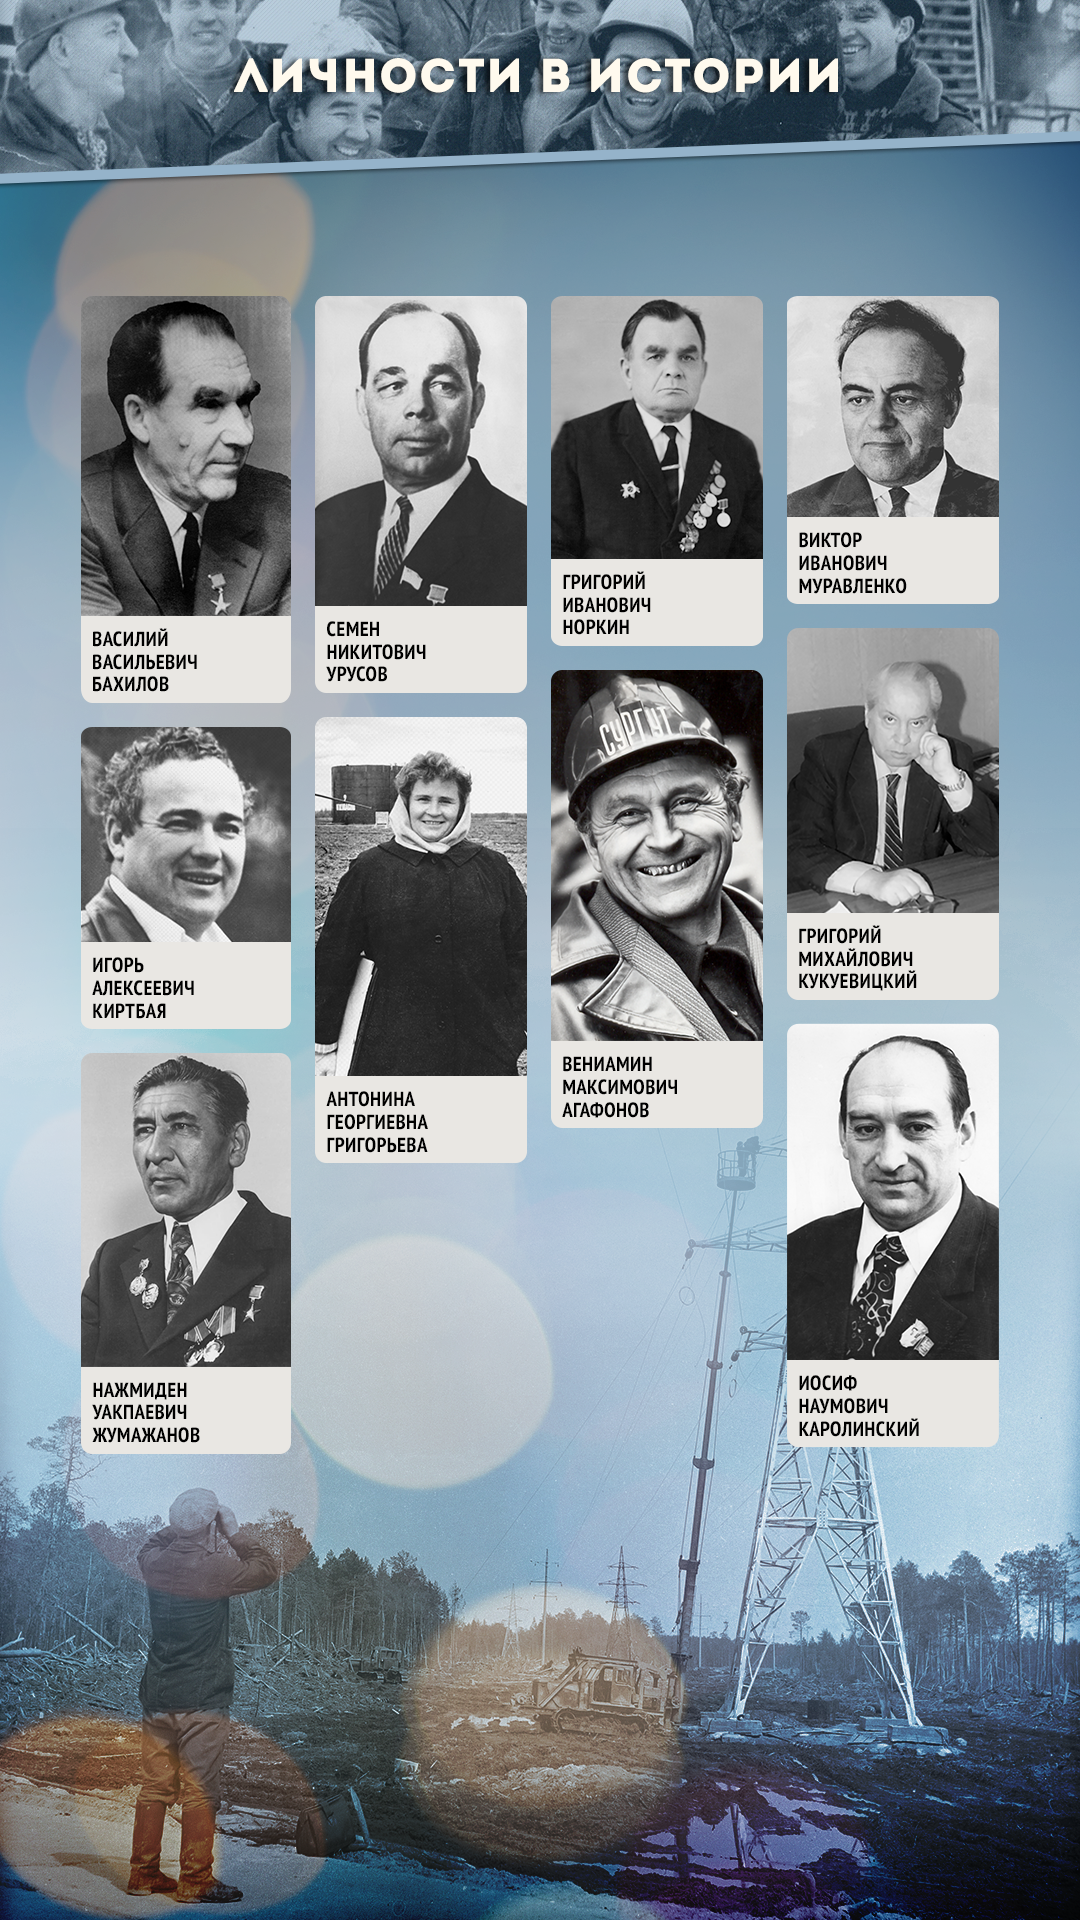 ЛИЧНОСТИ В ИСТОРИИ
ВАСИЛИЙ
ВАСИЛЬЕВИЧ
БАХИЛОВ
СЕМЕН
НИКИТОВИЧ
УРУСОВ
ГРИГОРИЙ
ИВАНОВИЧ
НОРКИН
ВИКТОР
ИВАНОВИЧ
МУРАВЛЕНКО
ИГОРЬ
АЛЕКСЕЕВИЧ
КИРТБАЯ
АНТОНИНА
ГЕОРГИЕВНА
ГРИГОРЬЕВА
СУРГУТ
ВЕНИАМИН
МАКСИМОВИЧ
АГАФОНОВ
ГРИГОРИЙ
МИХАЙЛОВИЧ
КУКУЕВИЦКИЙ
НАЖМИДЕН
УАКПАЕВИЧ
ЖУМАЖАНОВ
ИОСИФ
НАУМОВИЧ
КАРОЛИНСКИЙ